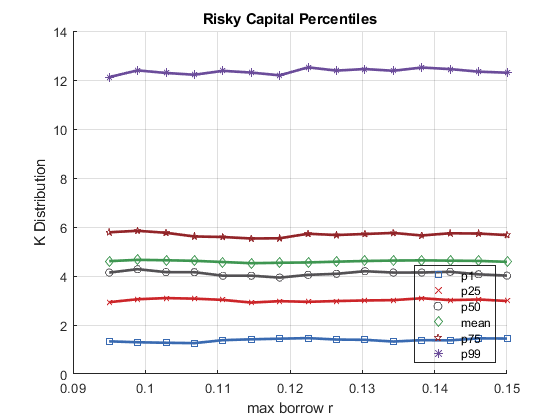 Risky Capital Percentiles
K Distribution
14
12
10
8
6
4
2
0
0.09
0.1
0.11
0.12
0.13
0.14
0.15
max borrow r
p1
p25
p50
mean
p75
p99